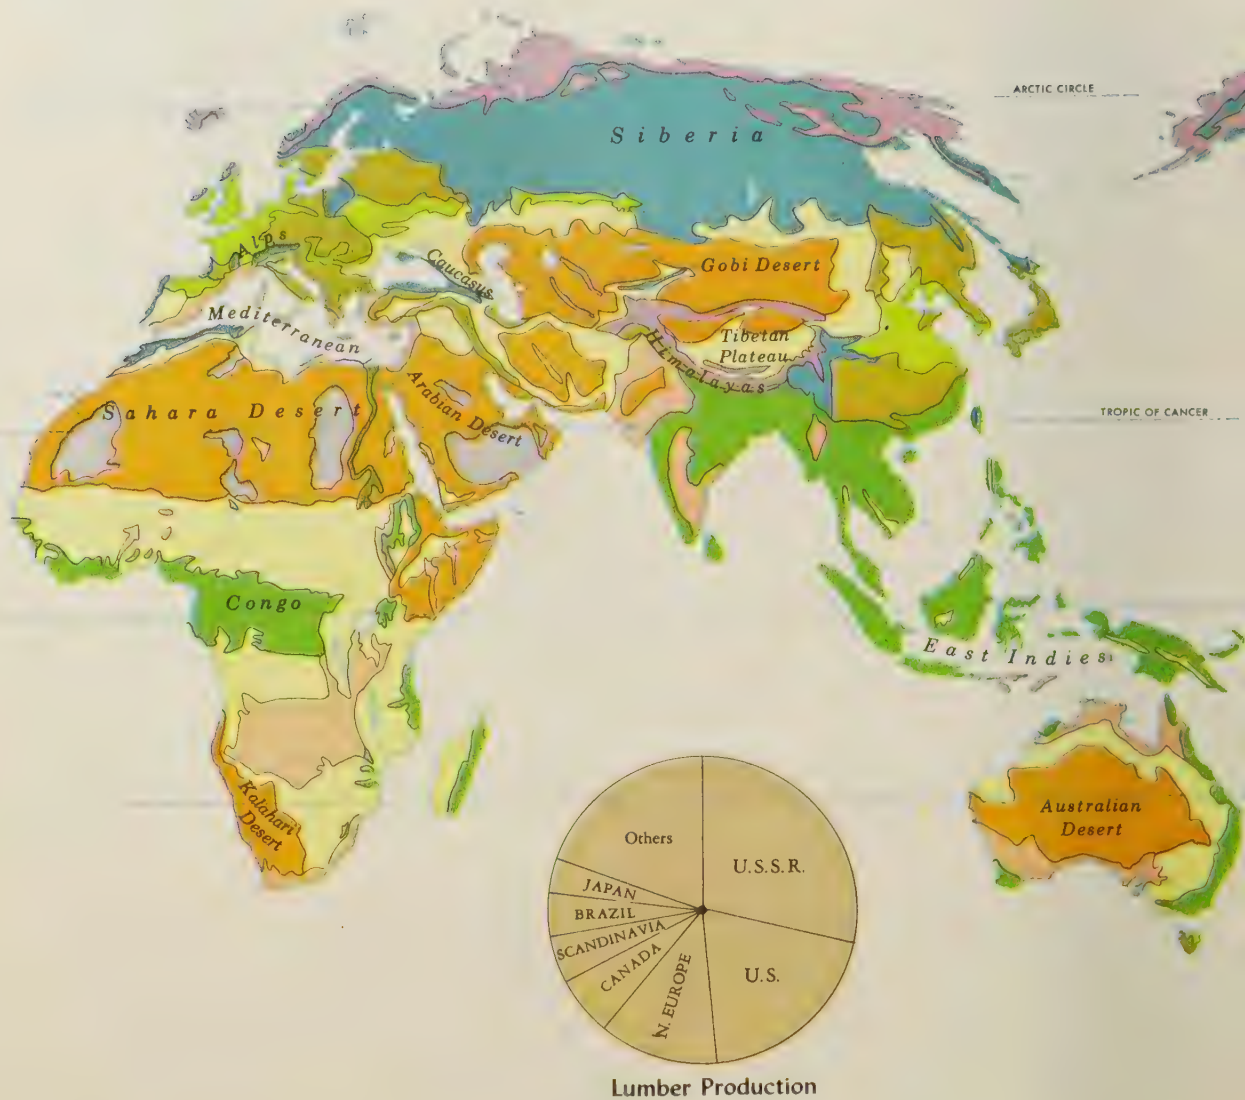 ARCTIC CIRCLE
Siberia
Alps
Caucasus
Gobi Desert
Mediterranean
Tibetan
Plateau
Himalayas
Sahara Desert
Arabian Desert
TROPIC OF CANCER
Congo
East Indies
Kalahari
Desert
Australian
Desert
Others
U.S.S.R.
JAPAN
BRAZIL
SCANDINAVIA
CANADA
N. EUROPE
U.S.
Lumber Production